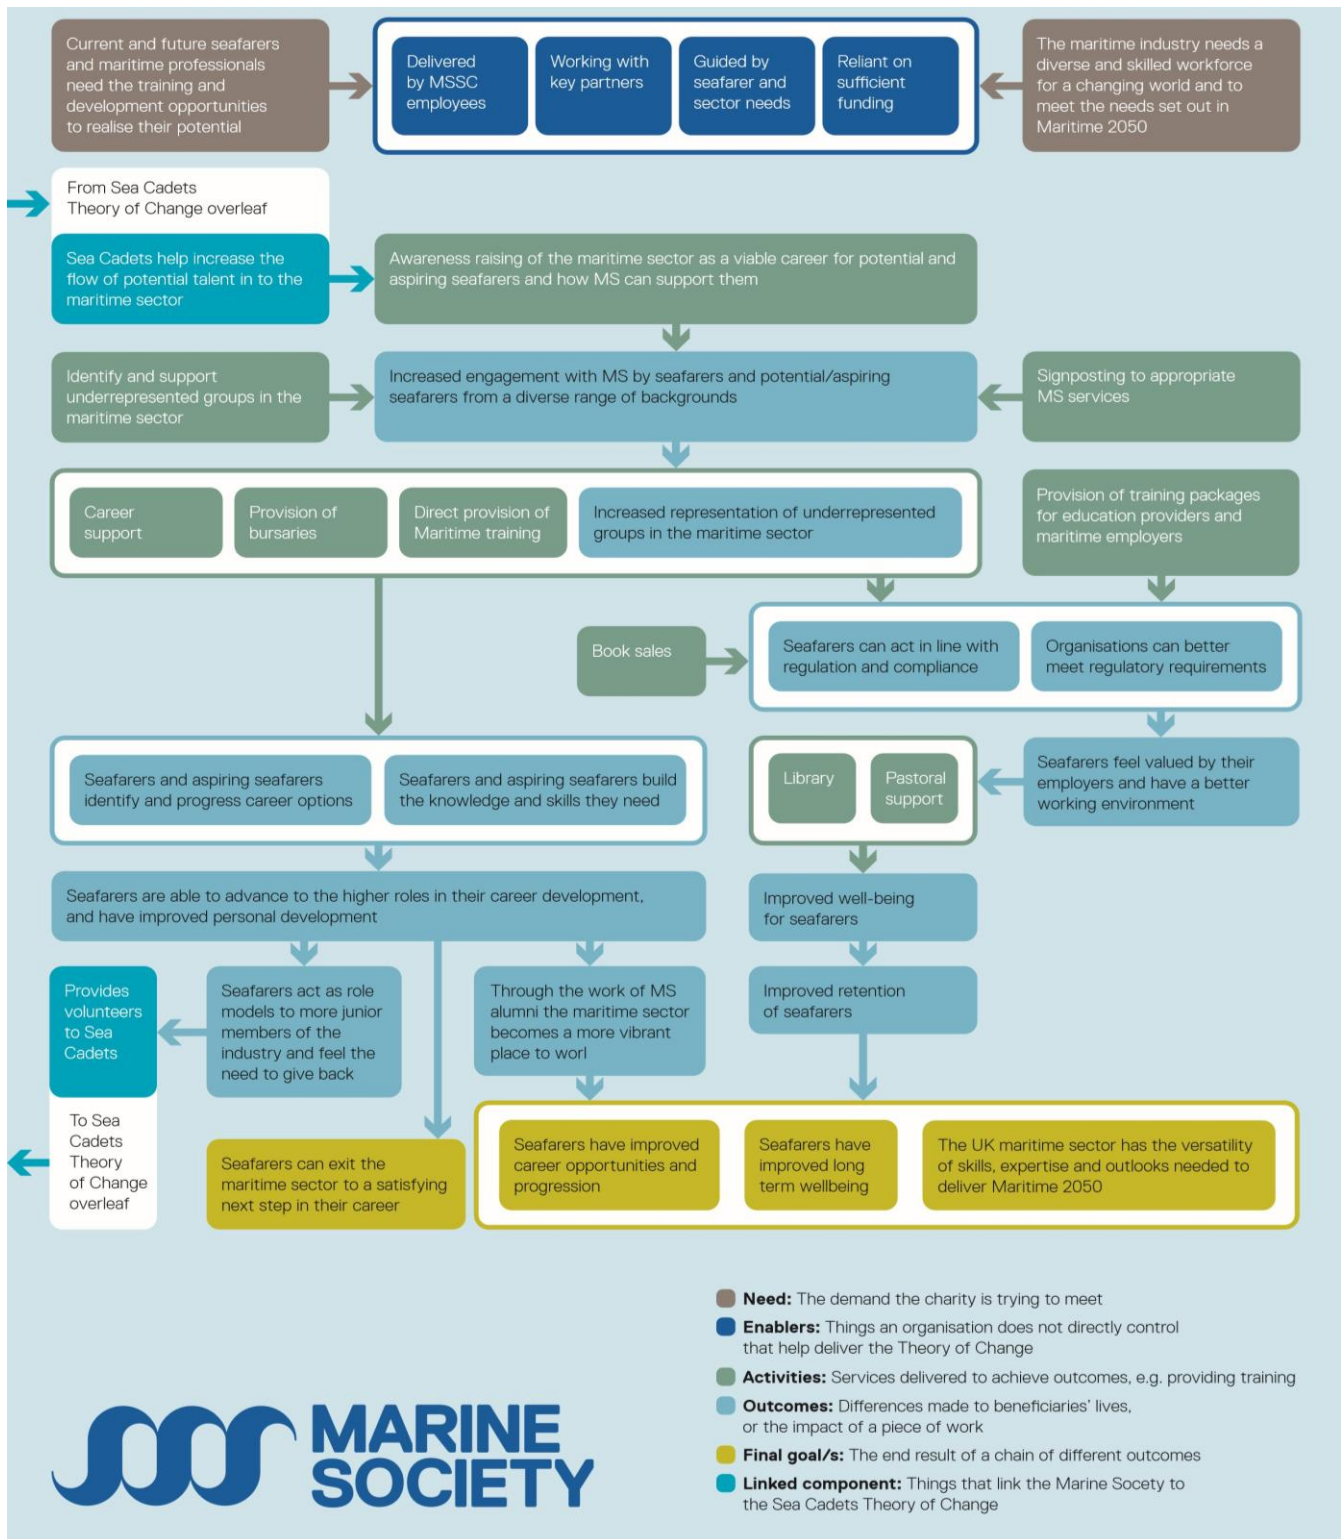 Current and future seafarers
and maritime professionals
need the training and
development opportunities
to realise their potential
Delivered
by MSSC
employees
Working with
key partners
Guided by
seafarer and
sector needs
Reliant on
sufficient
funding
The maritime industry needs a
diverse and skilled workforce
for a changing world and to
meet the needs set out in
Maritime 2050
From Sea Cadets
Theory of Change overleaf
Sea Cadets help increase the
flow of potential talent in to the
maritime sector
Awareness raising of the maritime sector as a viable career for potential and
aspiring seafarers and how MS can support them
Identify and support
underrepresented groups in the
maritime sector
Increased engagement with MS by seafarers and potential/aspiring
seafarers from a diverse range of backgrounds
Signposting to appropriate
MS services
Career
support
Provision of
bursaries
Direct provision of
Maritime training
Increased representation of underrepresented
groups in the maritime sector
Provision of training packages
for education providers and
maritime employers
Book sales
Seafarers can act in line with
regulation and compliance
Organisations can better
meet regulatory requirements
Seafarers and aspiring seafarers
identify and progress career options
Seafarers and aspiring seafarers build
the knowledge and skills they need
Library
Pastoral
support
Seafarers feel valued by their
employers and have a better
working environment
Seafarers are able to advance to the higher roles in their career development,
and have improved personal development
Improved well-being
for seafarers
Provides
volunteers
to Sea
Cadets
Seafarers act as role
models to more junior
members of the
industry and feel the
need to give back
Through the work of MS
alumni the maritime sector
becomes a more vibrant
place to worl
Improved retention
of seafarers
To Sea
Cadets
Theory
of Change
overleaf
Seafarers can exit the
maritime sector to a satisfying
next step in their career
Seafarers have improved
career opportunities and
progression
Seafarers have
improved long
term wellbeing
The UK maritime sector has the versatility
of skills, expertise and outlooks needed to
deliver Maritime 2050
Need: The demand the charity is trying to meet
Enablers: Things an organisation does not directly control
that help deliver the Theory of Change
Activities: Services delivered to achieve outcomes, e.g. providing training
Outcomes: Differences made to beneficiaries' lives,
or the impact of a piece of work
Final goal/s: The end result of a chain of different outcomes
Linked component: Things that link the Marine Socety to
the Sea Cadets Theory of Change
MARINE
SOCIETY